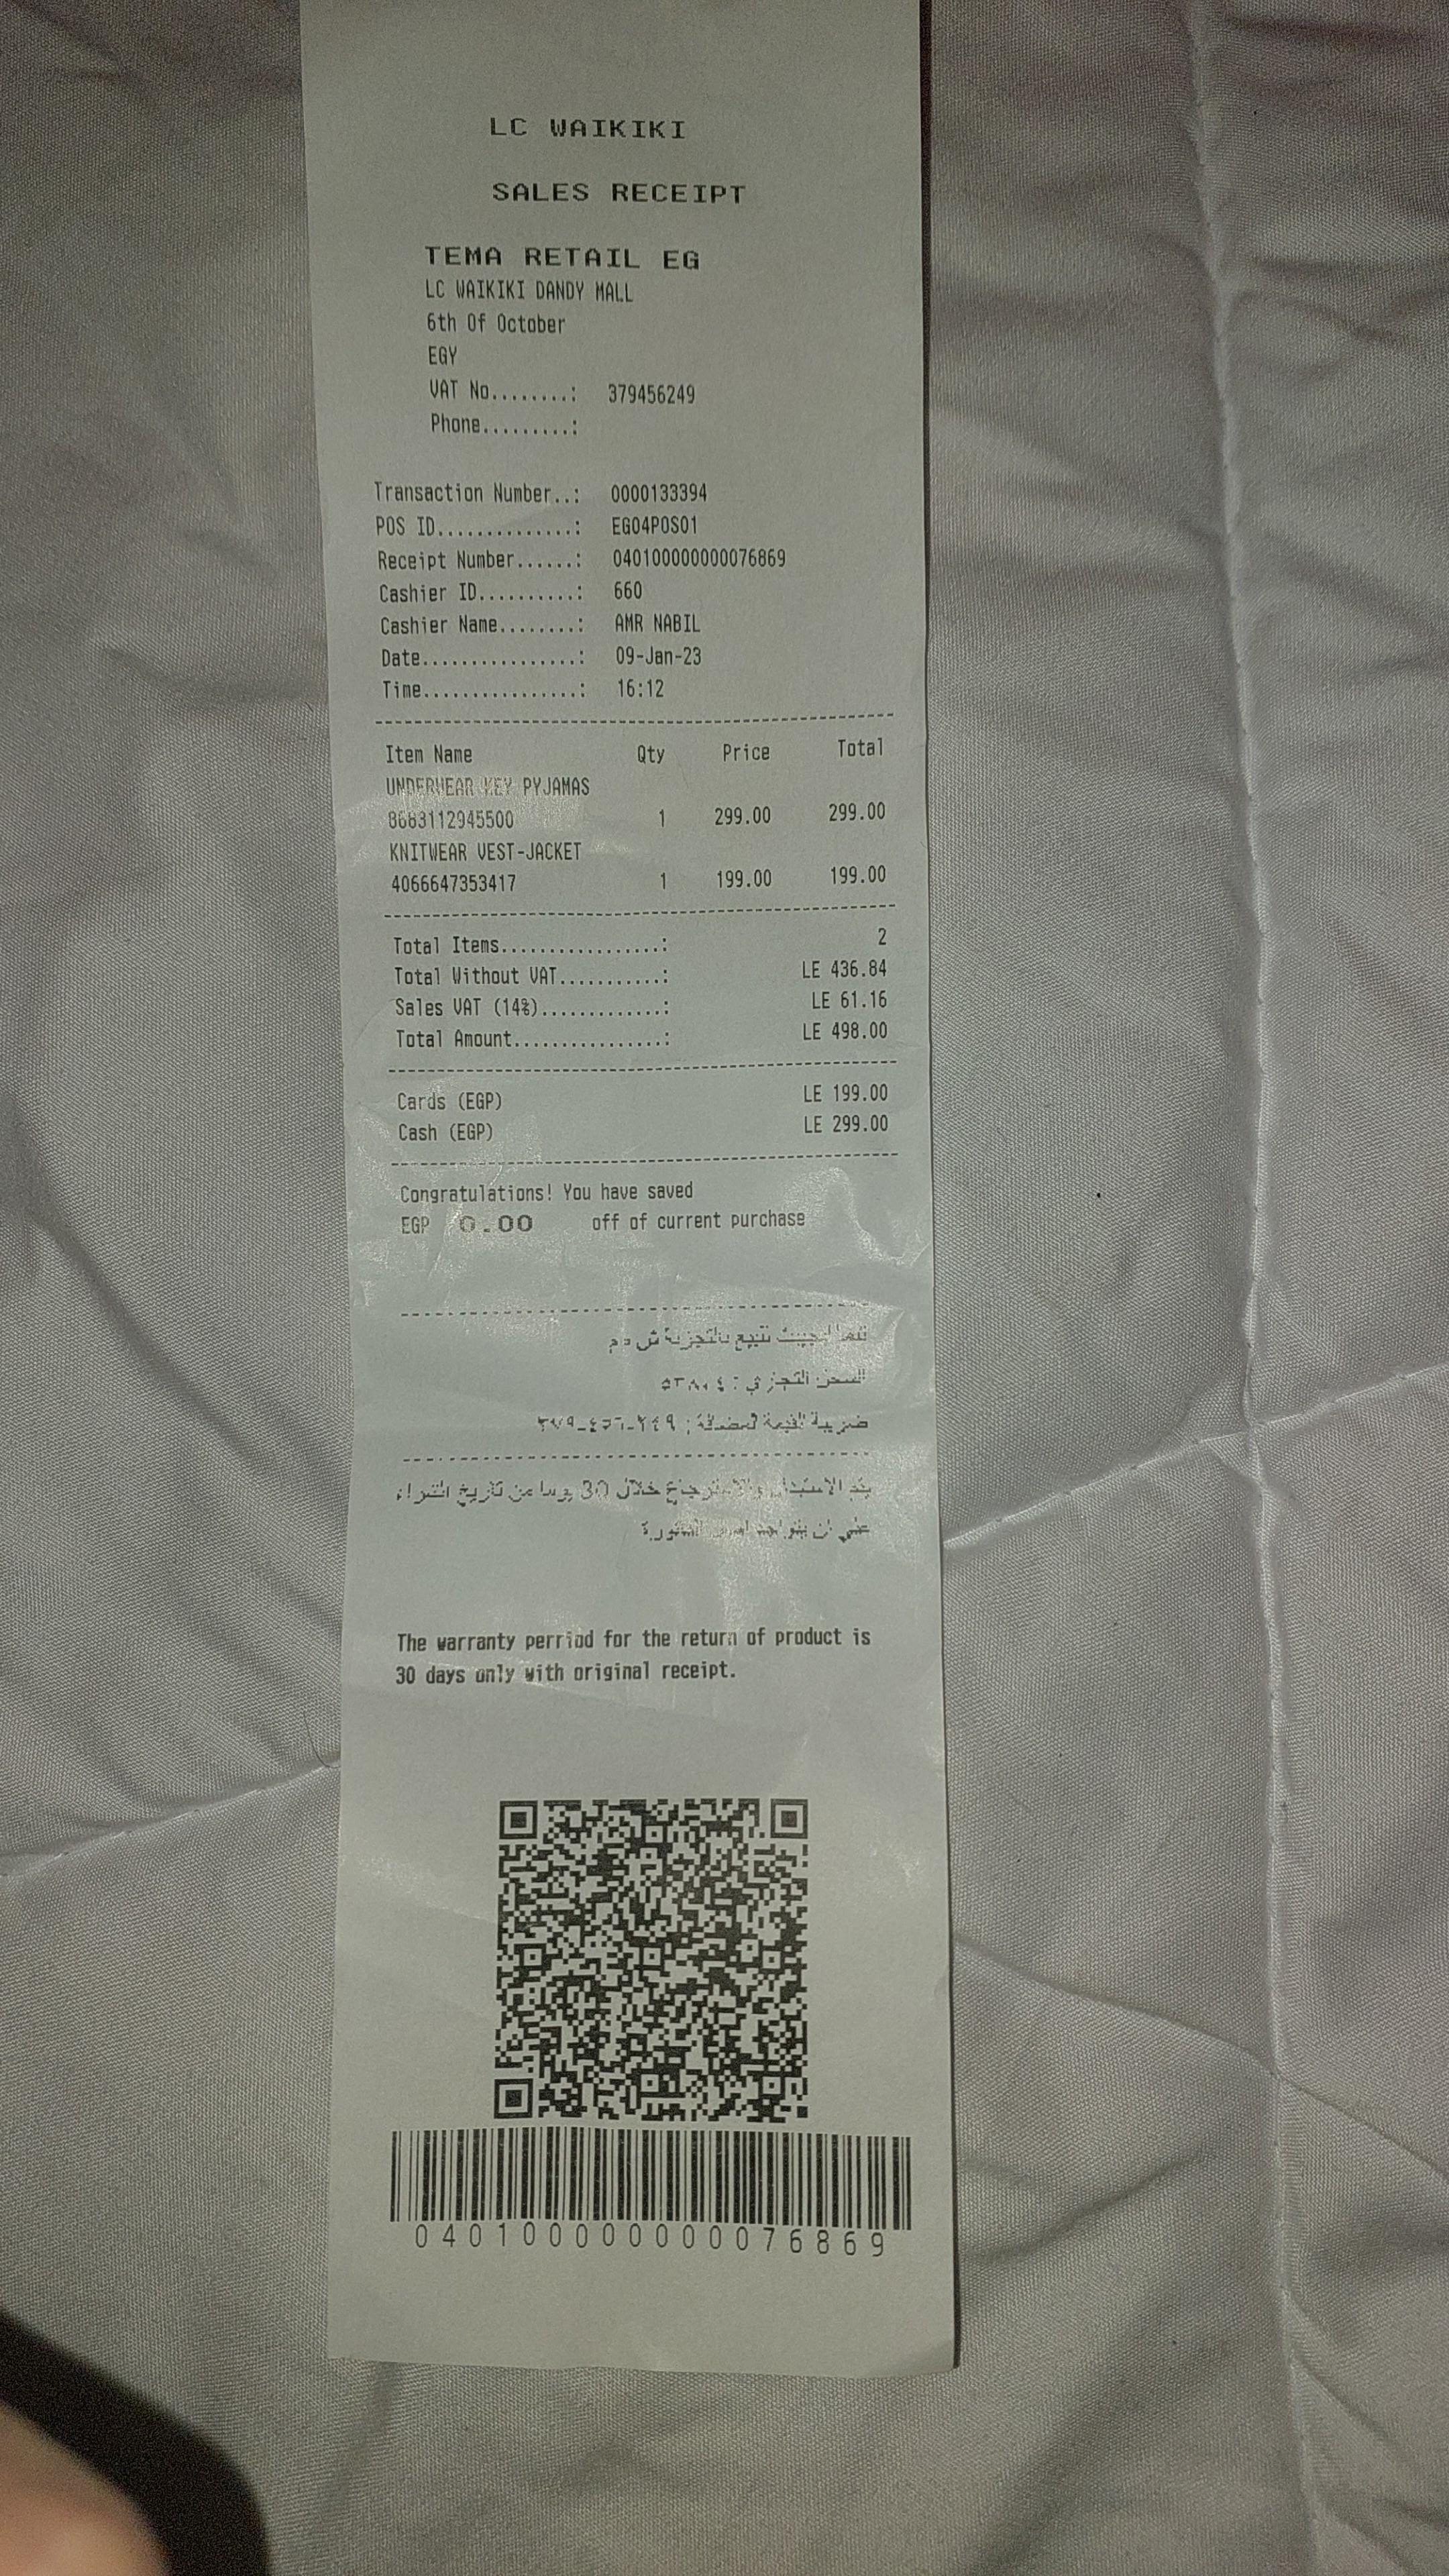 LC WAIKIKI
SALES RECEIPT
TEMA RETAIL EG
LC WAIKIKI DANDY MALL
6th Of October
EGY
VAT No........: 379456249
Phone.........:
Transaction Number..: 0000133394
POS ID..............: EG04POS01
Receipt Number......: 040100000000076869
Cashier ID..........: 660
Cashier Name........: AMR NABIL
Date................: 09-Jan-23
Time................: 16:12
Item Name Qty Price Total
UNDERWEAR KEY PYJAMAS
8683112945500 1 299.00 299.00
KNITWEAR VEST-JACKET
4066647353417 1 199.00 199.00
Total Items.................: 2
Total Without VAT...........: LE 436.84
Sales VAT (14%).............: LE 61.16
Total Amount................: LE 498.00
Cards (EGP) LE 199.00
Cash (EGP) LE 299.00
Congratulations! You have saved
EGP 0.00 off of current purchase
تيما ايجيبت للبيع بالتجزئة ش م م
السجل التجاري :
ضريبة القيمة المضافة: ٢٤٩-٤٥٦-٣٧٩
يتم الاستبدال والاسترجاع خلال 30 يوما من تاريخ الشراء
علي ان يتواجد اصل الفاتورة
The warranty perriod for the return of product is
30 days only with original receipt.
040100000000076869